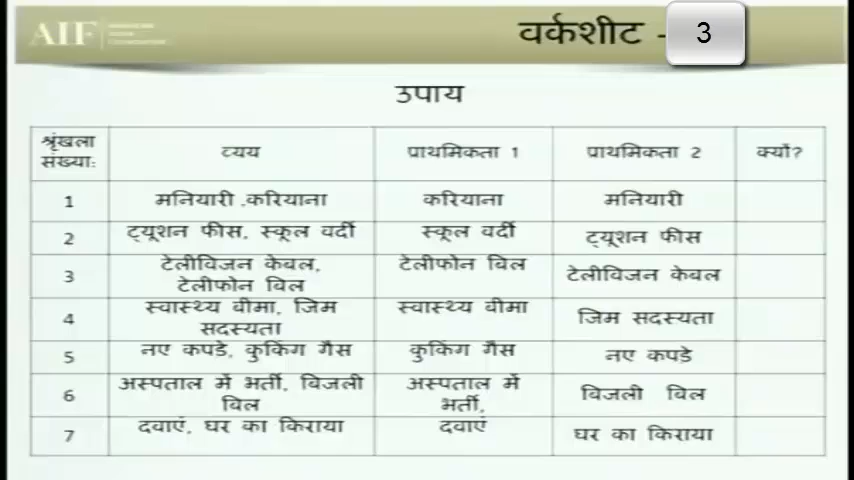 AIF
वर्कशीट - 3
उपाय
श्रृंखला संख्या: व्यय प्राथमिकता 1 प्राथमिकता 2 क्यों?
1 मनियारी ,करियाना करियाना मनियारी
2 ट्यूशन फीस, स्कूल वर्दी स्कूल वर्दी ट्यूशन फीस
3 टेलीविजन केबल, टेलीफोन बिल टेलीफोन बिल टेलीविजन केबल
4 स्वास्थ्य बीमा, जिम सदस्यता स्वास्थ्य बीमा जिम सदस्यता
5 नए कपडे, कुकिंग गैस कुकिंग गैस नए कपडे
6 अस्पताल में भर्ती, बिजली बिल अस्पताल में भर्ती, बिजली बिल
7 दवाएं, घर का किराया दवाएं घर का किराया